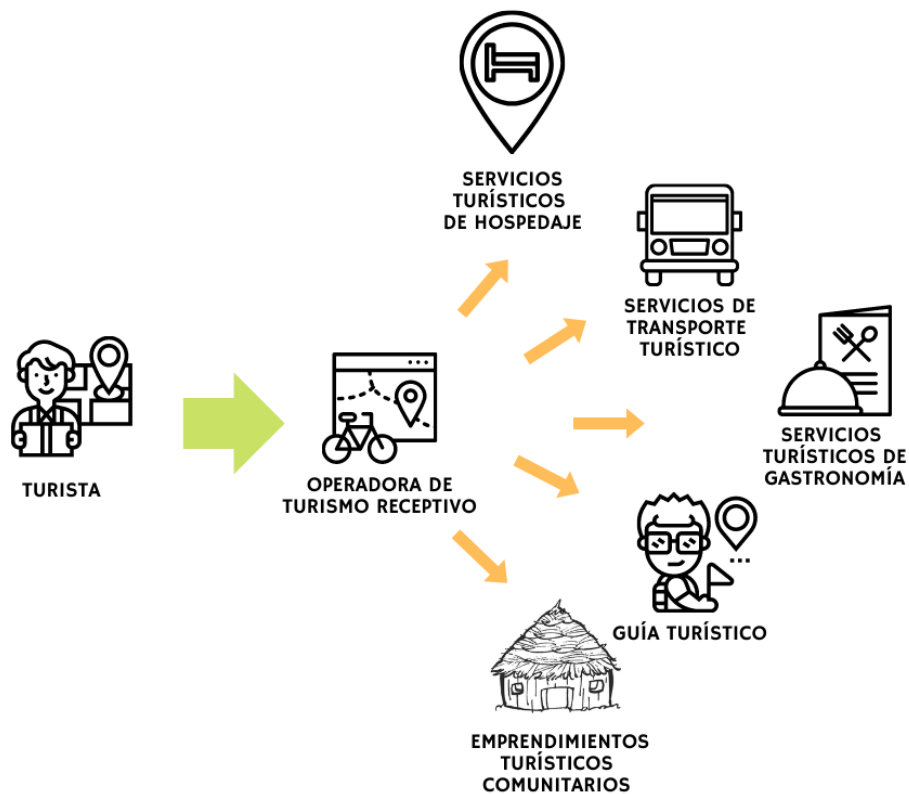 SERVICIOS
TURÍSTICOS
DE HOSPEDAJE
SERVICIOS DE
TRANSPORTE
TURÍSTICO
SERVICIOS
TURÍSTICOS DE
GASTRONOMÍA
TURISTA
OPERADORA DE
TURISMO RECEPTIVO
GUÍA TURÍSTICO
EMPRENDIMIENTOS
TURÍSTICOS
COMUNITARIOS